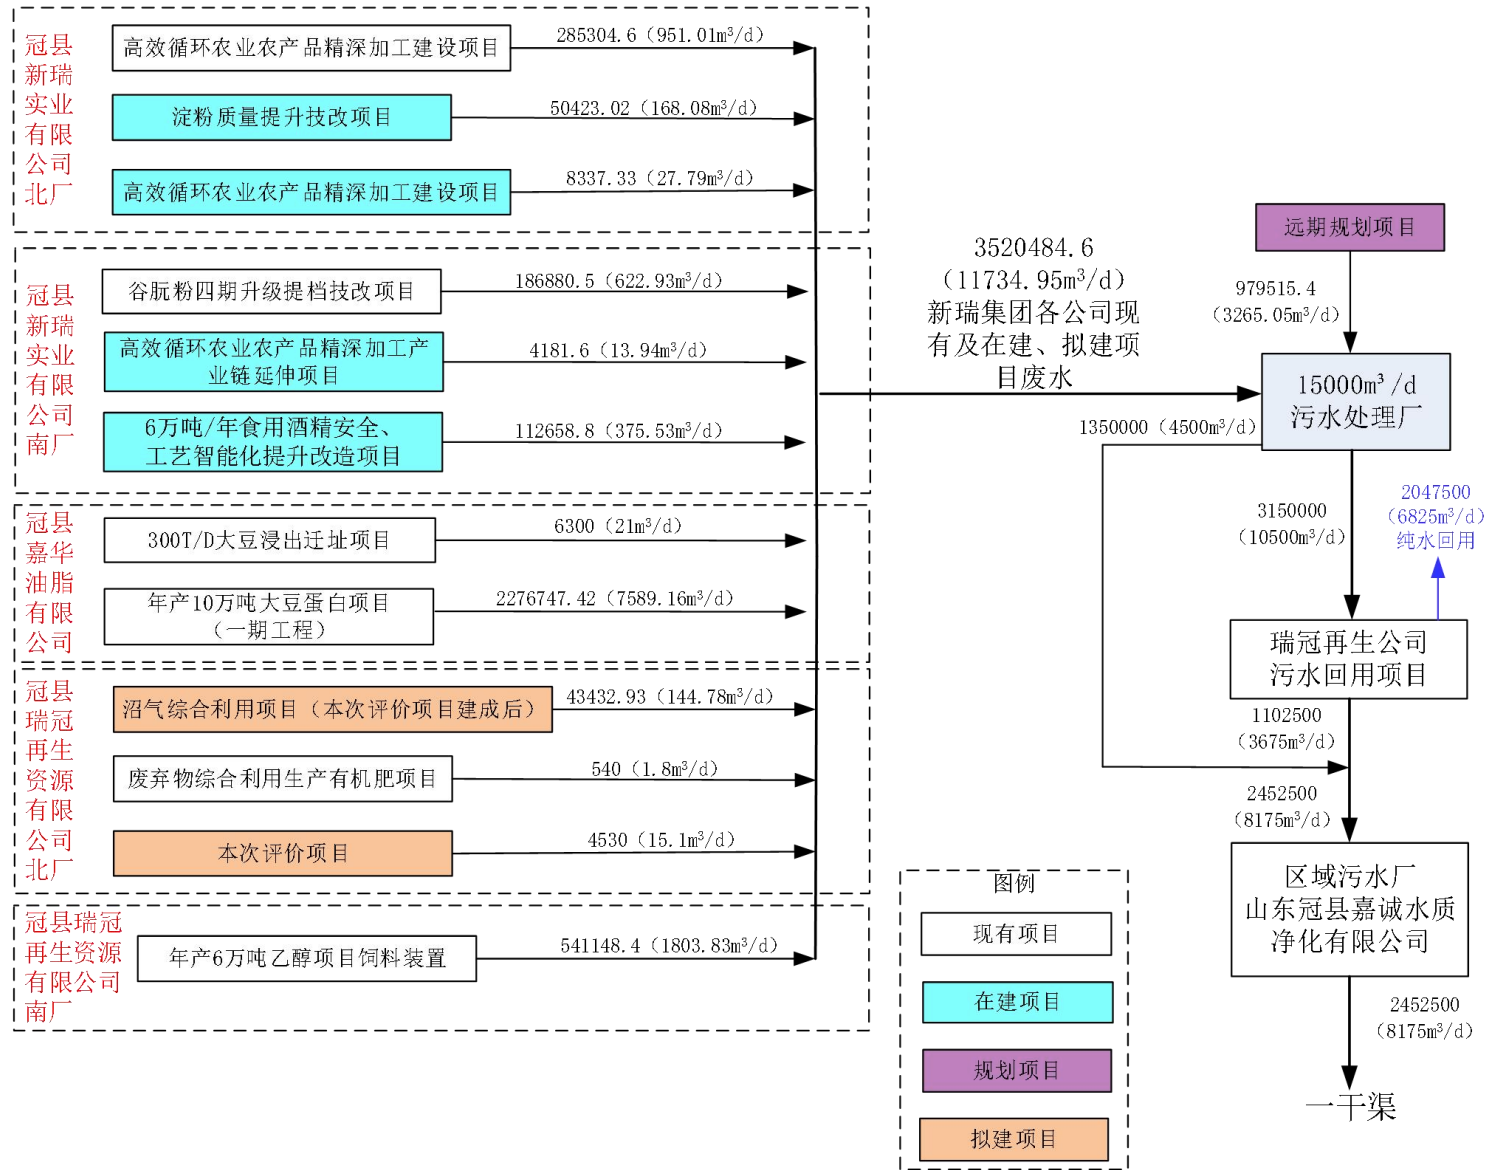 冠县
新瑞
实业
有限
公司
北厂
高效循环农业农产品精深加工建设项目
285304.6（951.01m³/d）
淀粉质量提升技改项目
50423.02（168.08m³/d）
高效循环农业农产品精深加工建设项目
8337.33（27.79m³/d）
冠县
新瑞
实业
有限
公司
南厂
谷朊粉四期升级提档技改项目
186880.5（622.93m³/d）
高效循环农业农产品精深加工产
业链延伸项目
4181.6（13.94m³/d）
6万吨/年食用酒精安全、
工艺智能化提升改造项目
112658.8（375.53m³/d）
冠县
嘉华
油脂
有限
公司
300T/D大豆浸出迁址项目
6300（21m³/d）
年产10万吨大豆蛋白项目
（一期工程）
2276747.42（7589.16m³/d）
冠县
瑞冠
再生
资源
有限
公司
北厂
沼气综合利用项目（本次评价项目建成后）
43432.93（144.78m³/d）
废弃物综合利用生产有机肥项目
540（1.8m³/d）
本次评价项目
4530（15.1m³/d）
冠县瑞冠
再生资源
有限公司
南厂
年产6万吨乙醇项目饲料装置
541148.4（1803.83m³/d）
3520484.6
（11734.95m³/d）
新瑞集团各公司现
有及在建、拟建项
目废水
远期规划项目
979515.4
（3265.05m³/d）
15000m³/d
污水处理厂
1350000（4500m³/d）
3150000
（10500m³/d）
2047500
（6825m³/d）
纯水回用
瑞冠再生公司
污水回用项目
1102500
（3675m³/d）
2452500
（8175m³/d）
区域污水厂
山东冠县嘉诚水质
净化有限公司
2452500
（8175m³/d）
一干渠
图例
现有项目
在建项目
规划项目
拟建项目